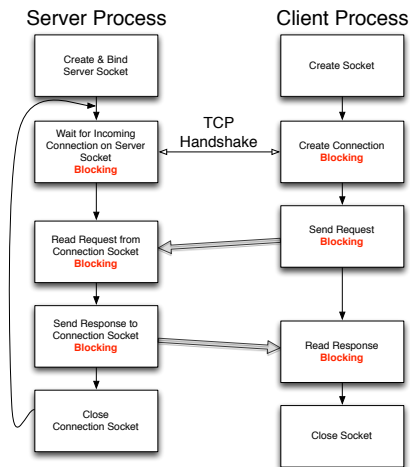 Server Process
Client Process
Create & Bind
Server Socket
Create Socket
Wait for Incoming
Connection on Server
Socket
Blocking
TCP
Handshake
Create Connection
Blocking
Read Request from
Connection Socket
Blocking
Send Request
Blocking
Send Response to
Connection Socket
Blocking
Read Response
Blocking
Close
Connection Socket
Close Socket